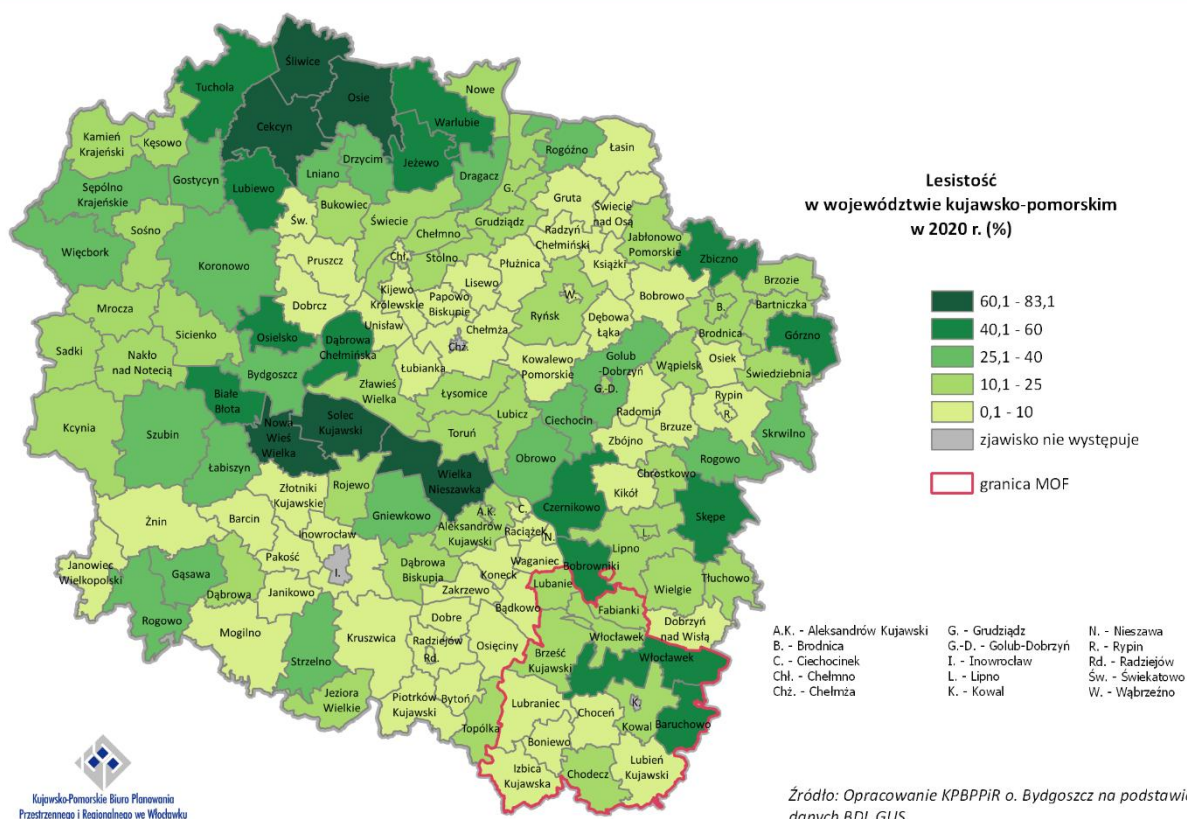 Lesistość
w województwie kujawsko-pomorskim
w 2020 r. (%)
60,1 - 83,1
40,1 - 60
25,1 - 40
10,1 - 25
0,1 - 10
zjawisko nie występuje
granica MOF
Śliwice
Tuchola
Osie
Nowe
Cekcyn
Warlubie
Kamień
Krajeński
Kęsowo
Rogóźno
Łasin
Drzycim
Jeżewo
Lniano
Dragacz
Gostycyn
Lubiewo
Sępólno
Krajeńskie
G.
Gruta
Św.
Bukowiec
Świecie
Grudziądz
Świecie
nad Osą
Sośno
Chełmno
Radzyń
Chełmiński
Jabłonowo
Pomorskie
Więcbork
Koronowo
Pruszcz
Chł.
Stolno
Płużnica
Książki
Zbiczno
Brzozie
Dobrcz
Kijewo
Królewskie
Papowo
Biskupie
Lisewo
W.
Bobrowo
Bartniczka
Mrocza
Unisław
Ryńsk
Dębowa
Łąka
B.
Brodnica
Sicienko
Osielsko
Dąbrowa
Chełmińska
Chełmża
Chż.
Górzno
Sadki
Nakło
nad Notecią
Bydgoszcz
Łubianka
Kowalewo
Pomorskie
Golub
-Dobrzyń
Wąpielsk
Osiek
Świedziebnia
Zławieś
Wielka
Łysomice
G.-D.
Rypin
R.
Białe
Błota
Solec
Kujawski
Lubicz
Ciechocin
Radomin
Brzuze
Kcynia
Szubin
Nowa
Wieś
Wielka
Toruń
Zbójno
Skrwilno
Łabiszyn
Wielka
Nieszawka
Obrowo
Rogowo
Złotniki
Kujawskie
Rojewo
Chrostkowo
Kikół
Czernikowo
Skępe
Żnin
Barcin
Gniewkowo
A.K.
C.
Aleksandrów
Kujawski
Raciążek
Inowrocław
N.
L.
Lipno
Janowiec
Wielkopolski
Pakość
I.
Dąbrowa
Biskupia
Waganiec
Bobrowniki
Gąsawa
Koneck
Lubanie
Tłuchowo
Dąbrowa
Janikowo
Zakrzewo
Wielgie
Rogowo
Bądkowo
Fabianki
Dobre
Dobrzyń
nad Wisłą
Mogilno
Kruszwica
Radziejów
Osięciny
Włocławek
Strzelno
Rd.
Brześć
Kujawski
Włocławek
Jeziora
Wielkie
Piotrków
Kujawski
Bytoń
Lubraniec
Choceń
K.
Kowal
Baruchowo
Topólka
Boniewo
Izbica
Kujawska
Chodecz
Lubień
Kujawski
A.K. - Aleksandrów Kujawski
B. - Brodnica
C. - Ciechocinek
Chł. - Chełmno
Chż. - Chełmża
G. - Grudziądz
G.-D. - Golub-Dobrzyń
I. - Inowrocław
L. - Lipno
K. - Kowal
N. - Nieszawa
R. - Rypin
Rd. - Radziejów
Św. - Świekatowo
W. - Wąbrzeźno
Kujawsko-Pomorskie Biuro Planowania
Przestrzennego i Regionalnego we Włocławku
Źródło: Opracowanie KPBPPiR o. Bydgoszcz na podstawie
danych BDL GUS